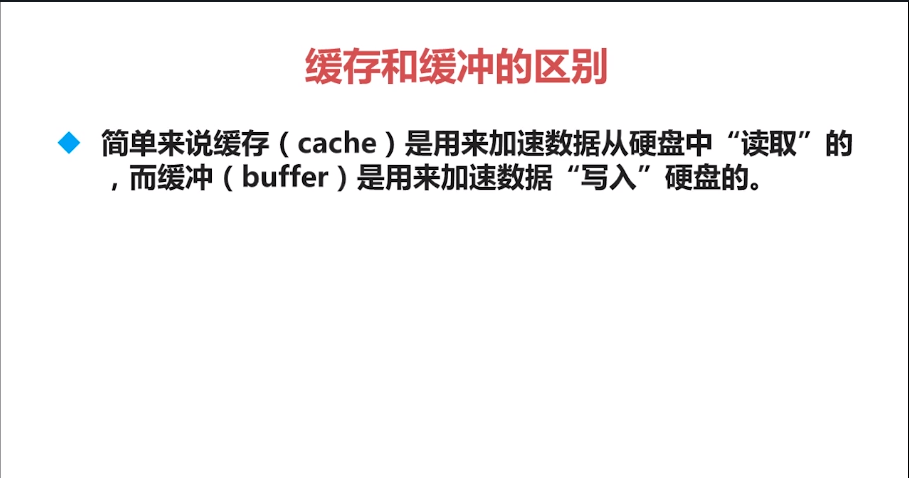 缓存和缓冲的区别
简单来说缓存（cache）是用来加速数据从硬盘中“读取”的
，而缓冲（buffer）是用来加速数据“写入”硬盘的。